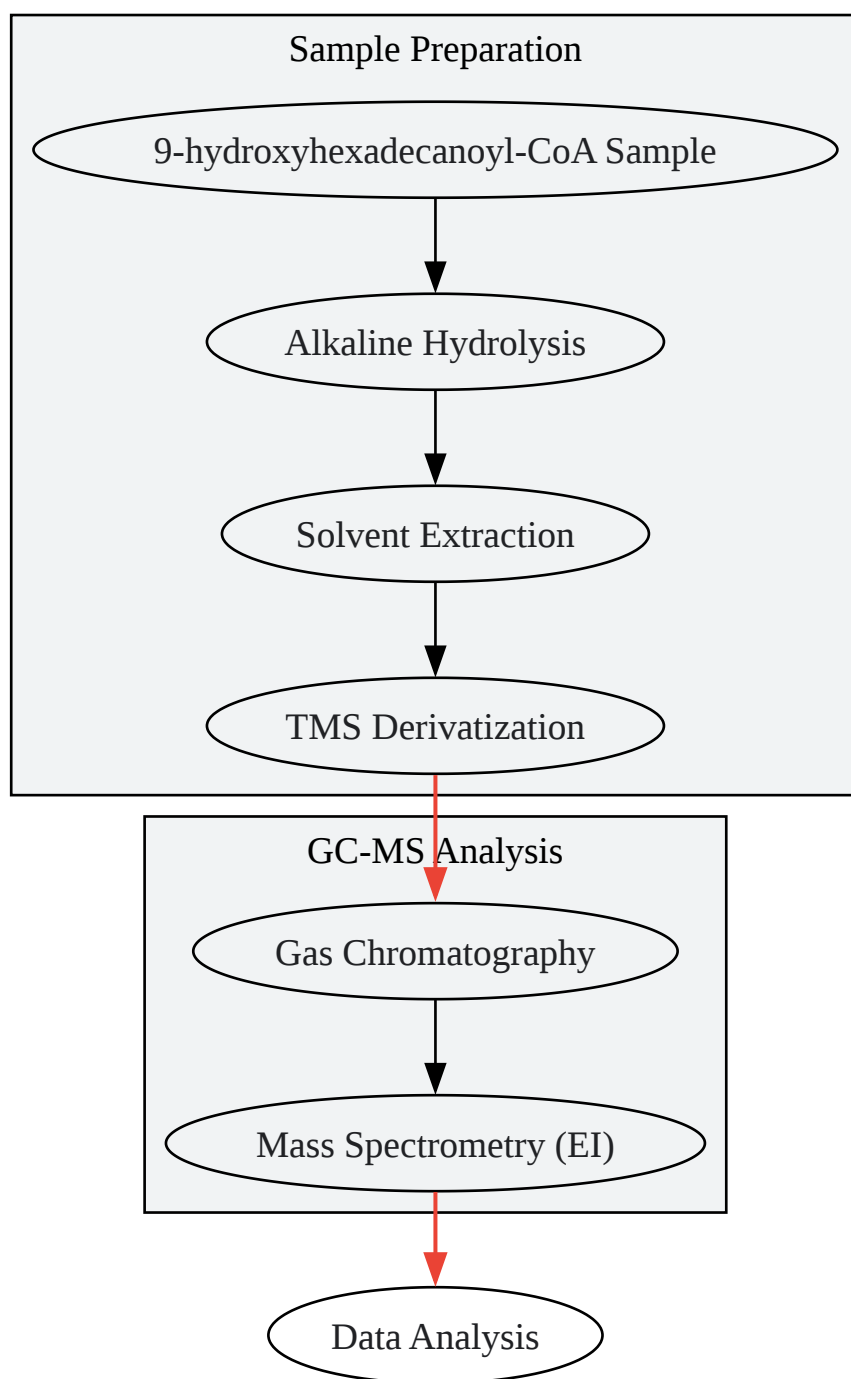 Sample Preparation
9-hydroxyhexadecanoyl-CoA Sample
Alkaline Hydrolysis
Solvent Extraction
TMS Derivatization
GC-MS Analysis
Gas Chromatography
Mass Spectrometry (EI)
Data Analysis